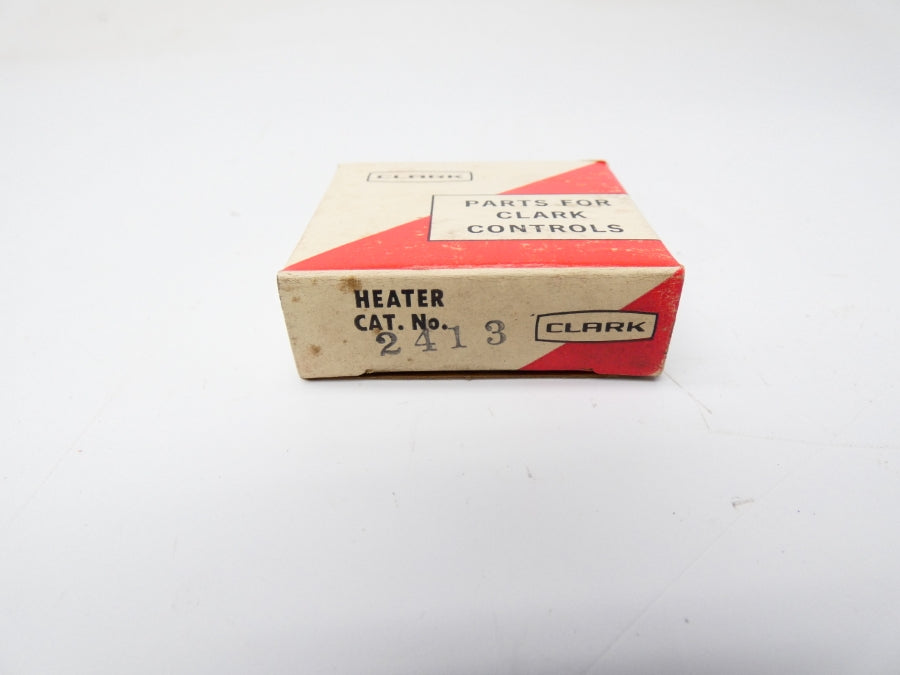 CLARK
PARTS FOR
CLARK
CONTROLS
HEATER
CAT. No.
2413
CLARK